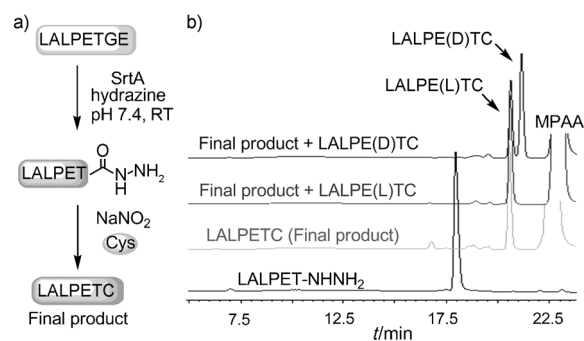 a)
LALPETGE
SrtA
hydrazine
pH 7.4, RT
LALPET
O
N
H
NH2
NaNO2
Cys
LALPETC
Final product
b)
LALPE(D)TC
LALPE(L)TC
MPAA
Final product + LALPE(D)TC
Final product + LALPE(L)TC
LALPETC (Final product)
LALPET-NHNH2
7.5 12.5 17.5 22.5
t/min